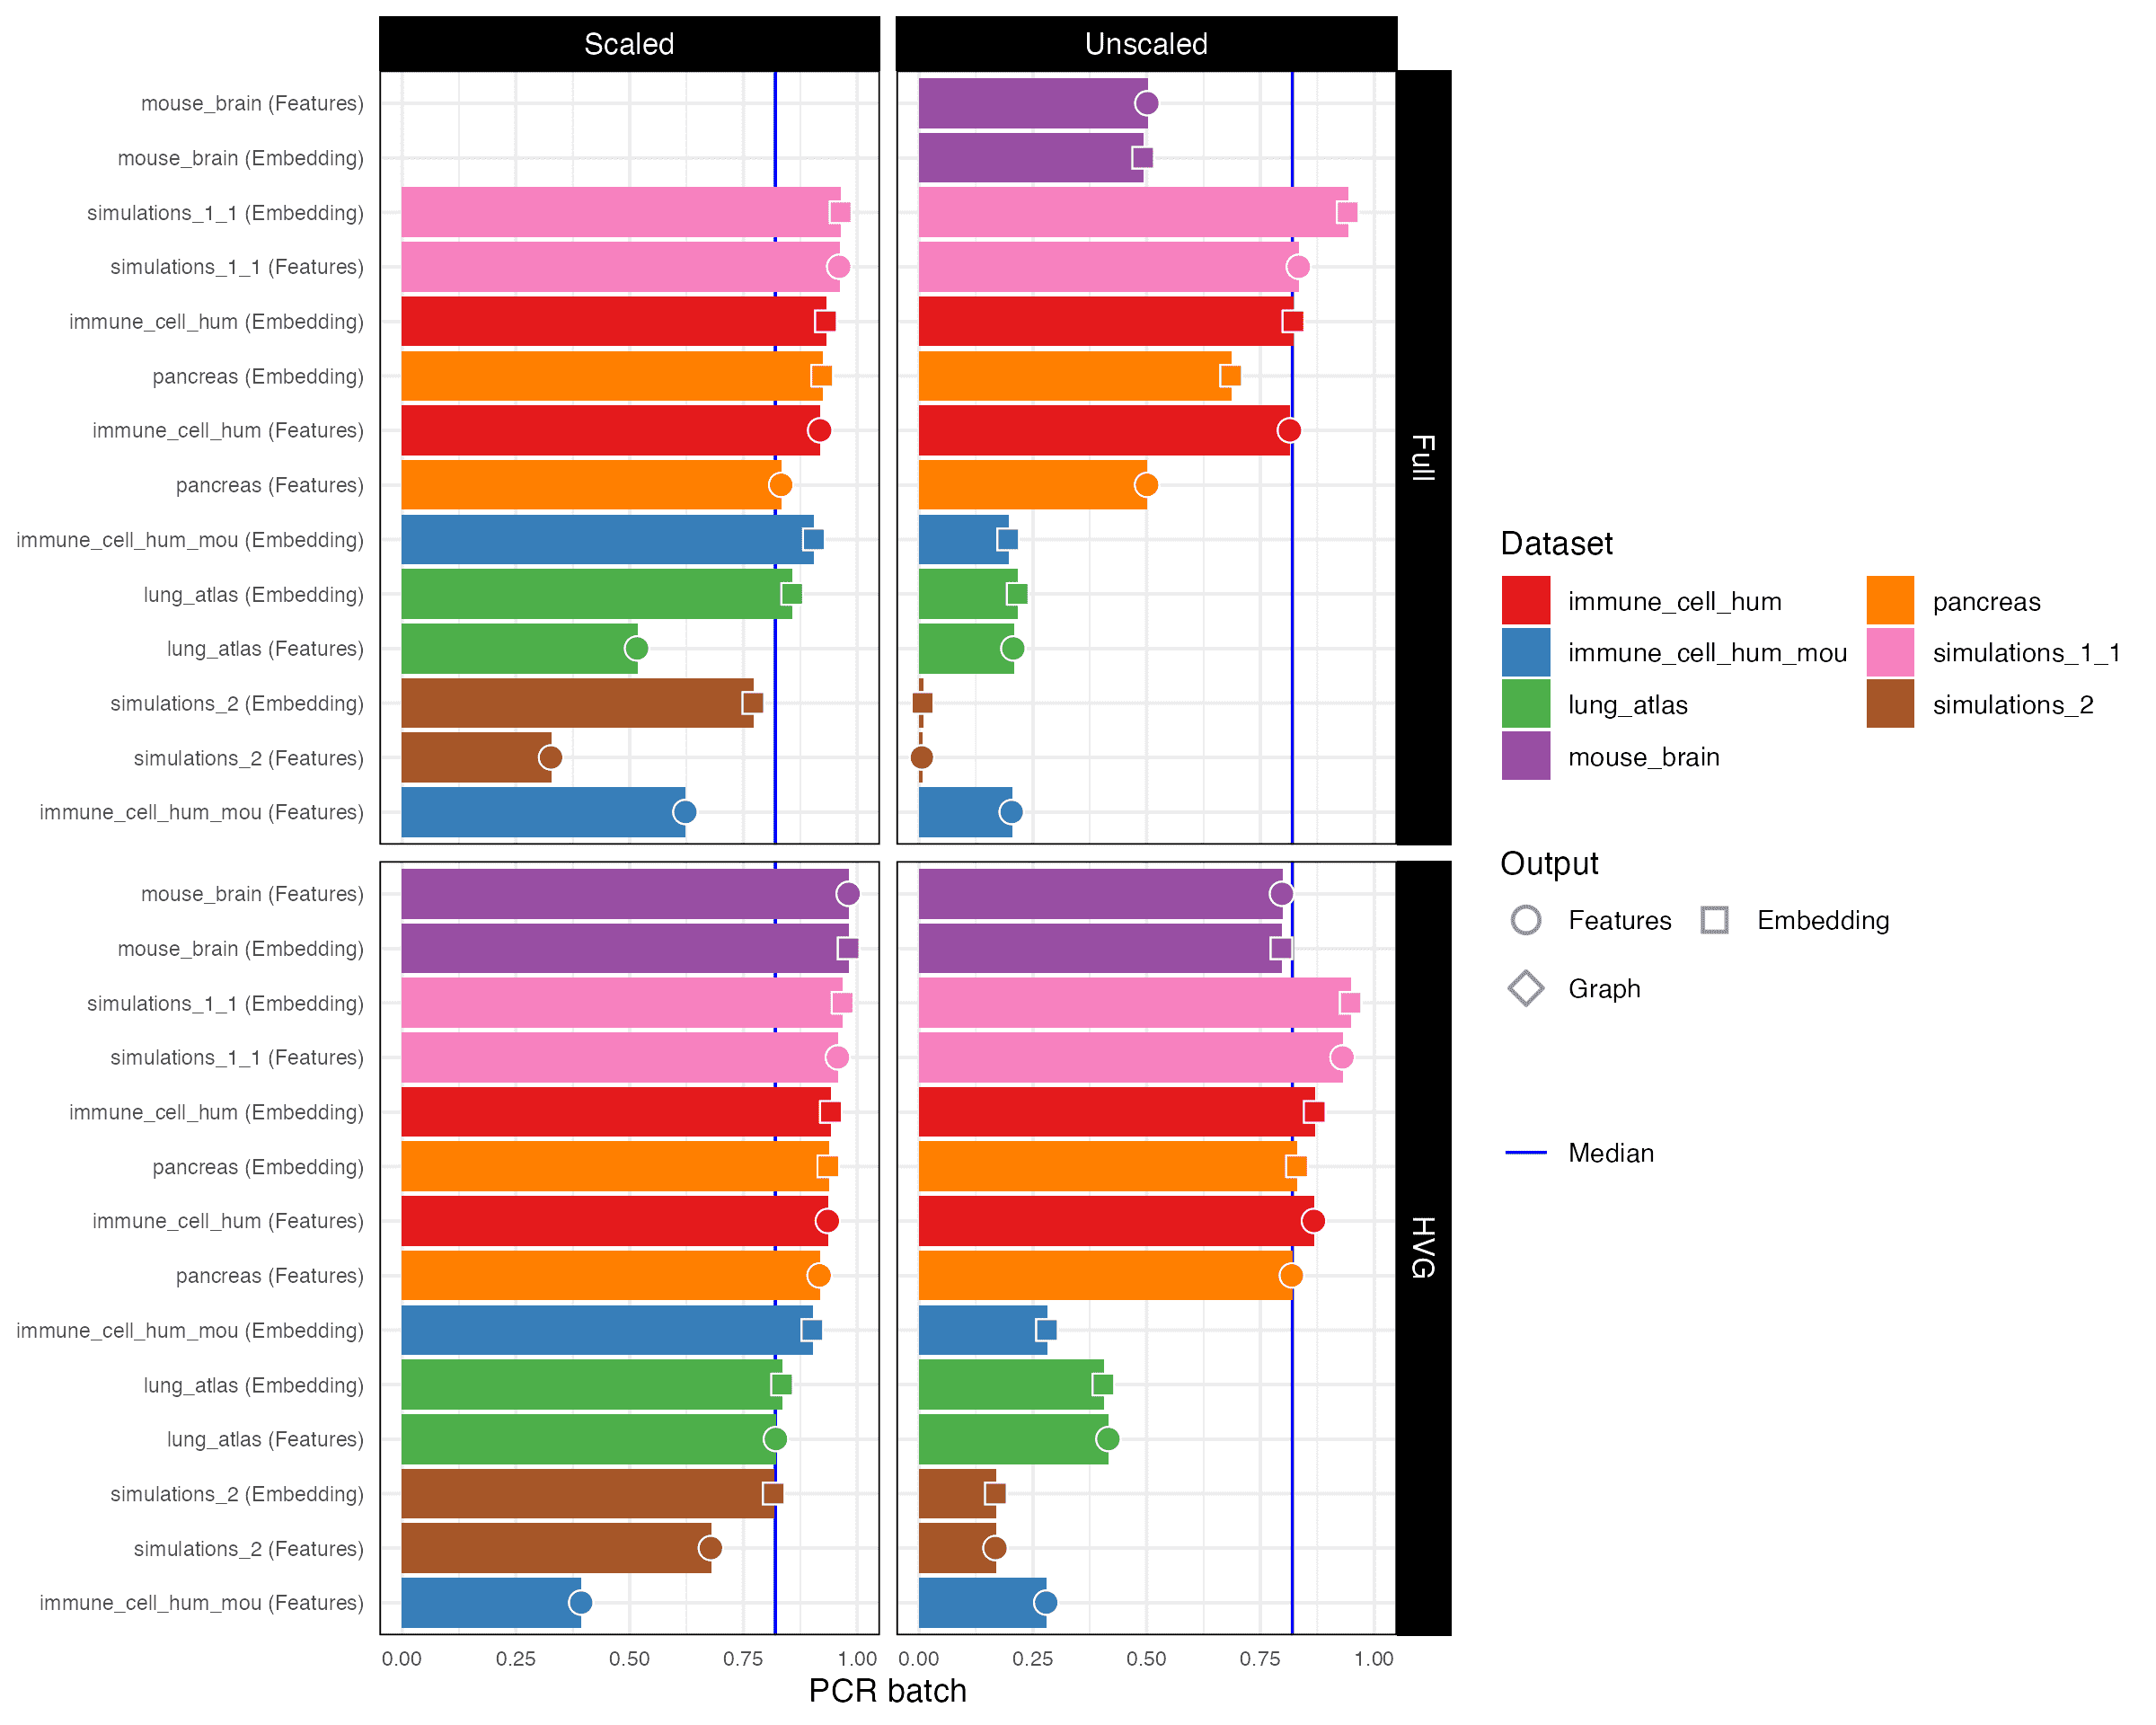 Scaled
Unscaled
mouse_brain (Features)
mouse_brain (Embedding)
simulations_1_1 (Embedding)
simulations_1_1 (Features)
immune_cell_hum (Embedding)
pancreas (Embedding)
immune_cell_hum (Features)
pancreas (Features)
immune_cell_hum_mou (Embedding)
lung_atlas (Embedding)
lung_atlas (Features)
simulations_2 (Embedding)
simulations_2 (Features)
immune_cell_hum_mou (Features)
Full
mouse_brain (Features)
mouse_brain (Embedding)
simulations_1_1 (Embedding)
simulations_1_1 (Features)
immune_cell_hum (Embedding)
pancreas (Embedding)
immune_cell_hum (Features)
pancreas (Features)
immune_cell_hum_mou (Embedding)
lung_atlas (Embedding)
lung_atlas (Features)
simulations_2 (Embedding)
simulations_2 (Features)
immune_cell_hum_mou (Features)
HVG
0.00 0.25 0.50 0.75 1.00 0.00 0.25 0.50 0.75 1.00
PCR batch
Dataset
immune_cell_hum pancreas
immune_cell_hum_mou simulations_1_1
lung_atlas simulations_2
mouse_brain
Output
Features Embedding
Graph
Median